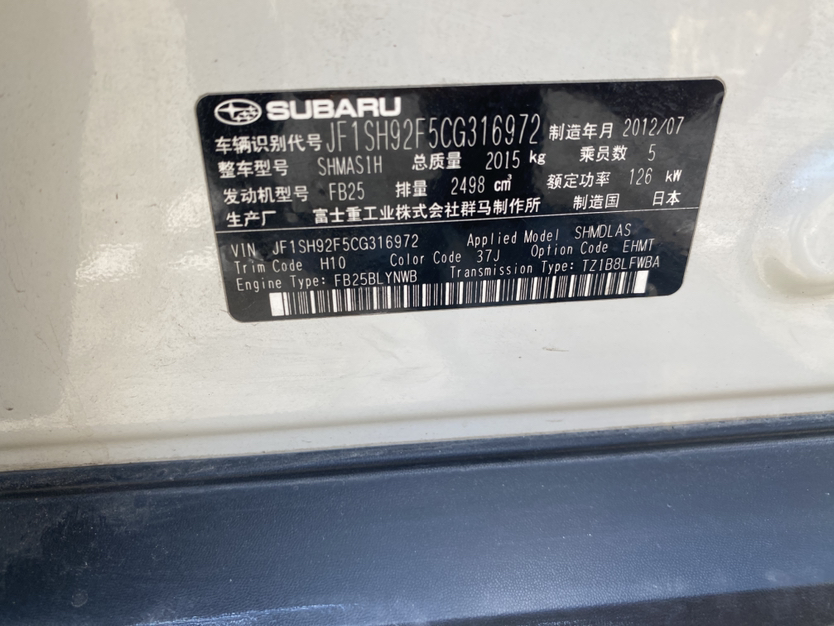 SUBARU
车辆识别代号 JF1SH92F5CG316972 制造年月 2012/07
整车型号 SHMAS1H 总质量 2015 kg 乘员数 5
发动机型号 FB25 排量 2498 cm³ 额定功率 126 kW
生产厂 富士重工业株式会社群马制作所 制造国 日本
VIN JF1SH92F5CG316972 Applied Model SHMDLAS
Trim Code H10 Color Code 37J Option Code EHMT
Engine Type: FB25BLYNWB Transmission Type: TZ1B8LFWBA